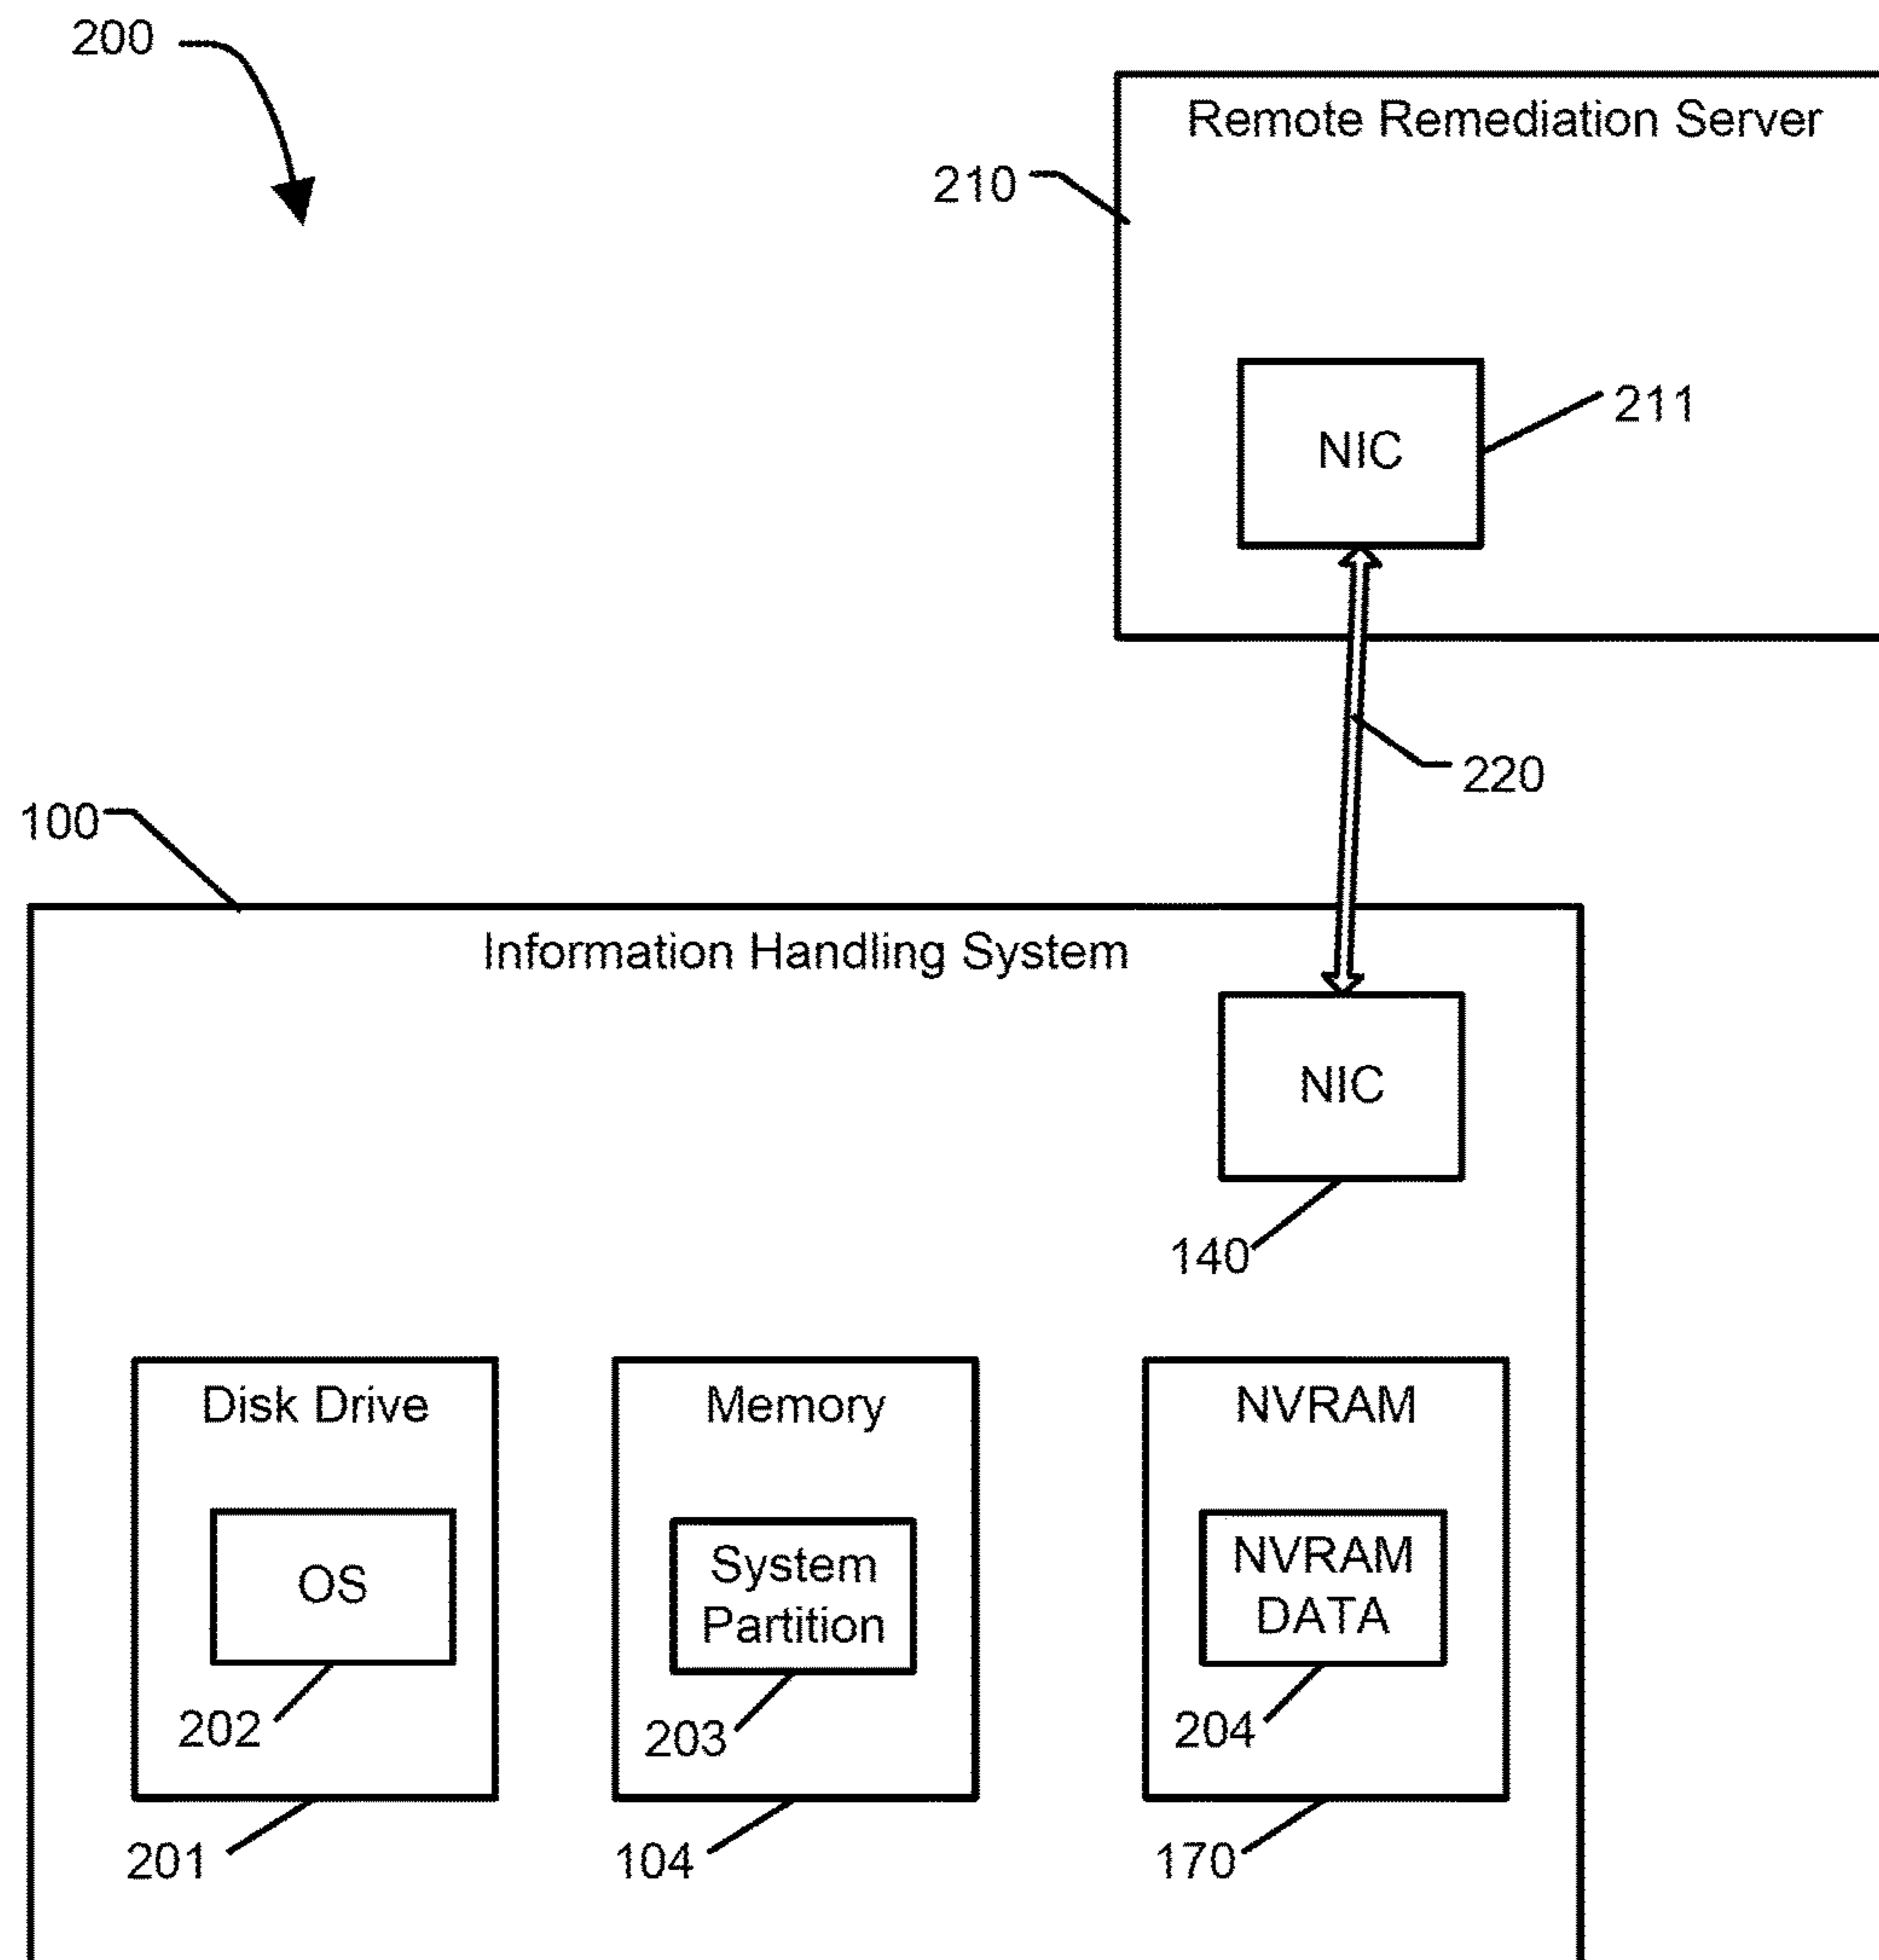 200
Remote Remediation Server
210
NIC
211
220
100
Information Handling System
NIC
140
Disk Drive
Memory
NVRAM
OS
System
Partition
NVRAM
DATA
202
203
204
201
104
170